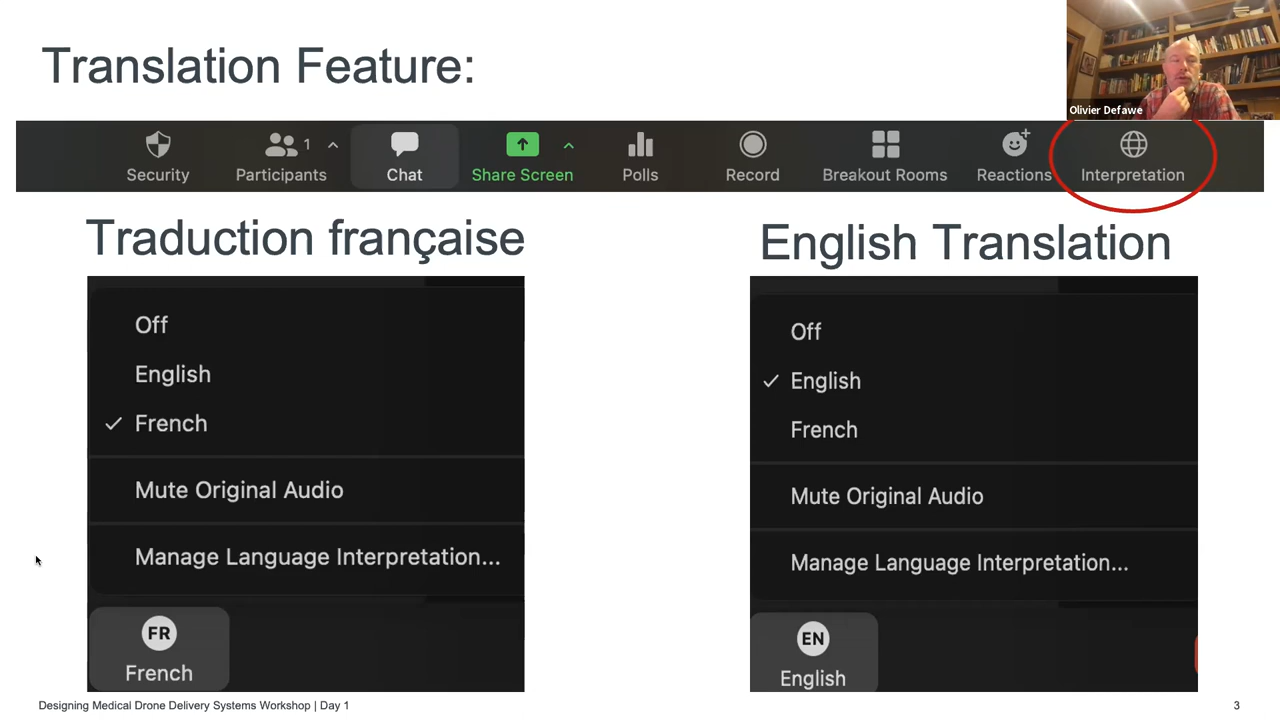 Translation Feature:
Olivier Defawe
Security
Participants
1
Chat
Share Screen
Polls
Record
Breakout Rooms
Reactions
Interpretation
Traduction française
Off
English
French
Mute Original Audio
Manage Language Interpretation...
FR
French
English Translation
Off
English
French
Mute Original Audio
Manage Language Interpretation...
EN
English
Designing Medical Drone Delivery Systems Workshop | Day 1
3